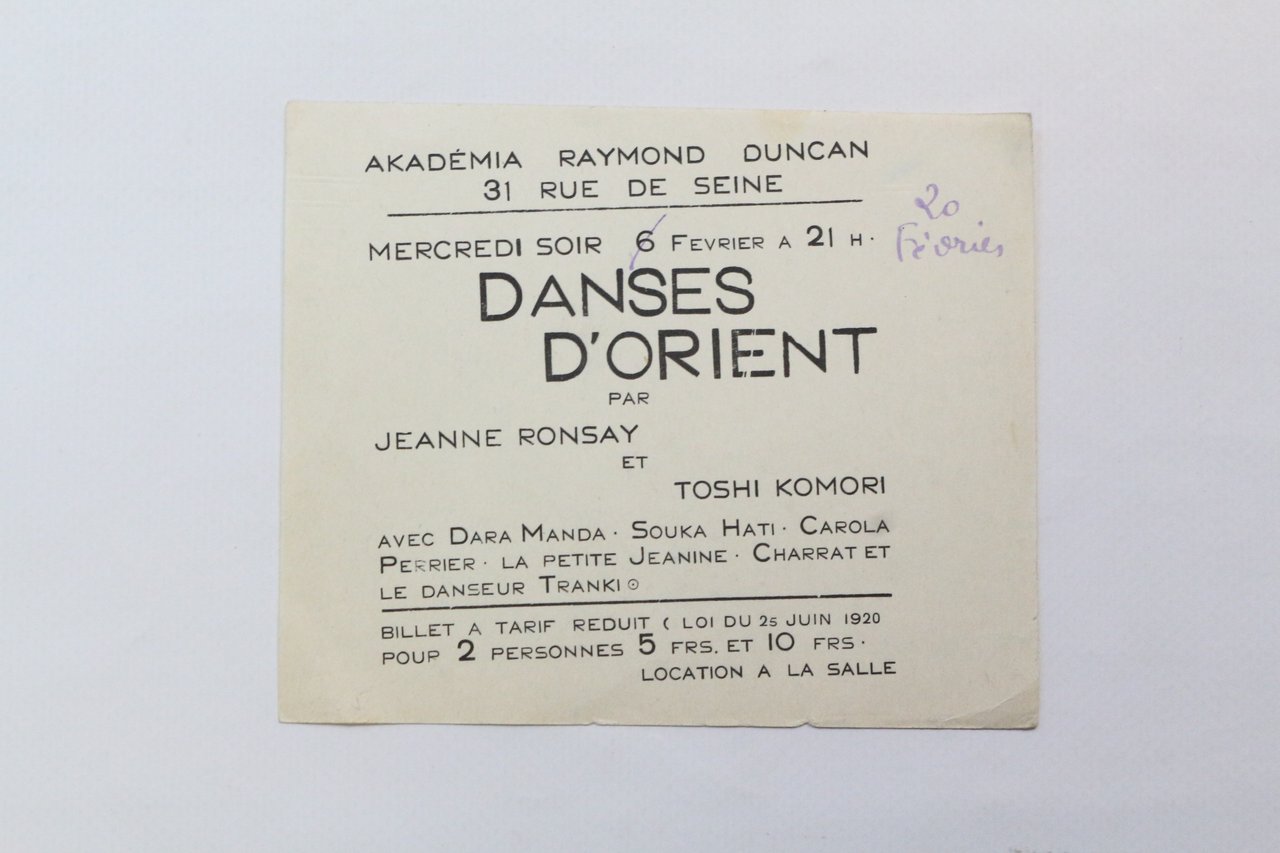 AKADÉMIA RAYMOND DUNCAN
31 RUE DE SEINE
MERCREDI SOIR 6 FEVRIER A 21 H.
20
Février
DANSES
D'ORIENT
PAR
JEANNE RONSAY
ET
TOSHI KOMORI
AVEC DARA MANDA · SOUKA HATI · CAROLA
PERRIER · LA PETITE JEANINE · CHARRAT ET
LE DANSEUR TRANKI
BILLET A TARIF REDUIT ( LOI DU 25 JUIN 1920
POUP 2 PERSONNES 5 FRS. ET 10 FRS ·
LOCATION A LA SALLE